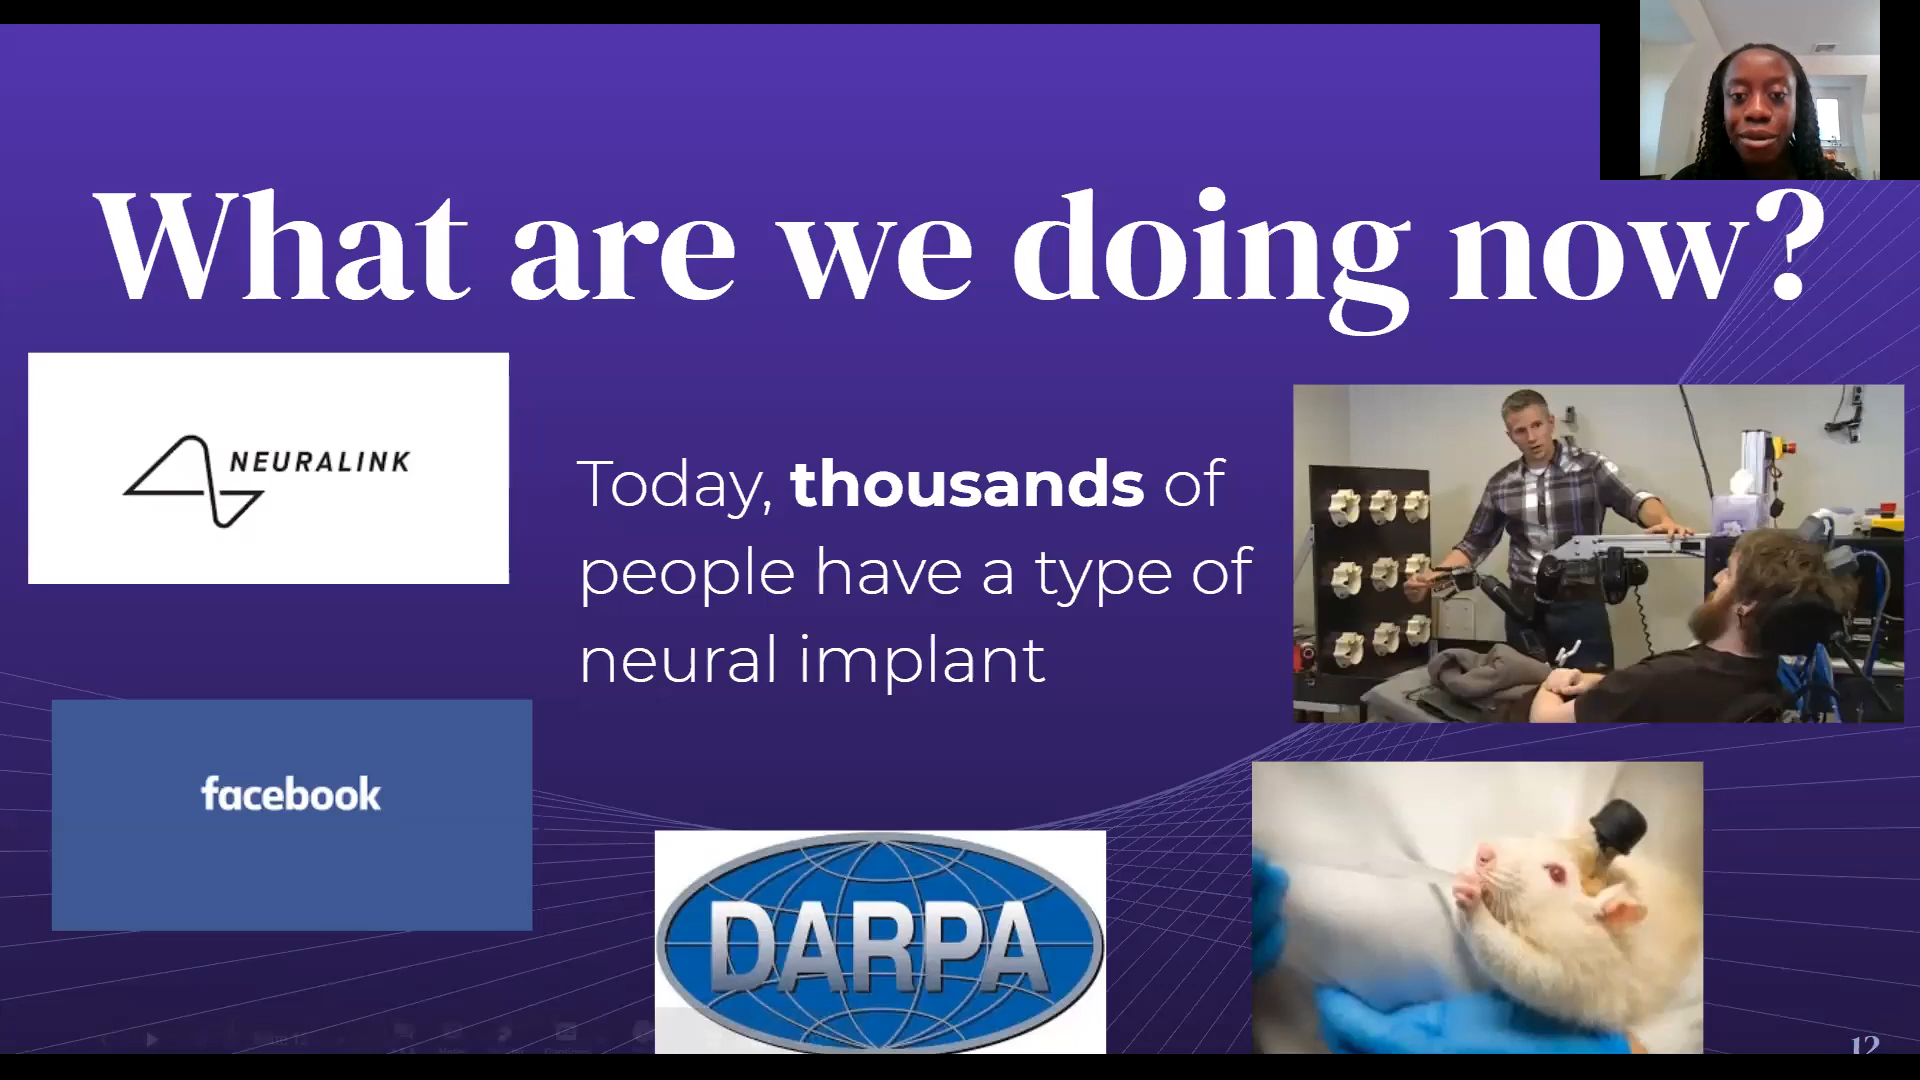 What are we doing now?
NEURALINK
Today, thousands of
people have a type of
neural implant
facebook
DARPA
12